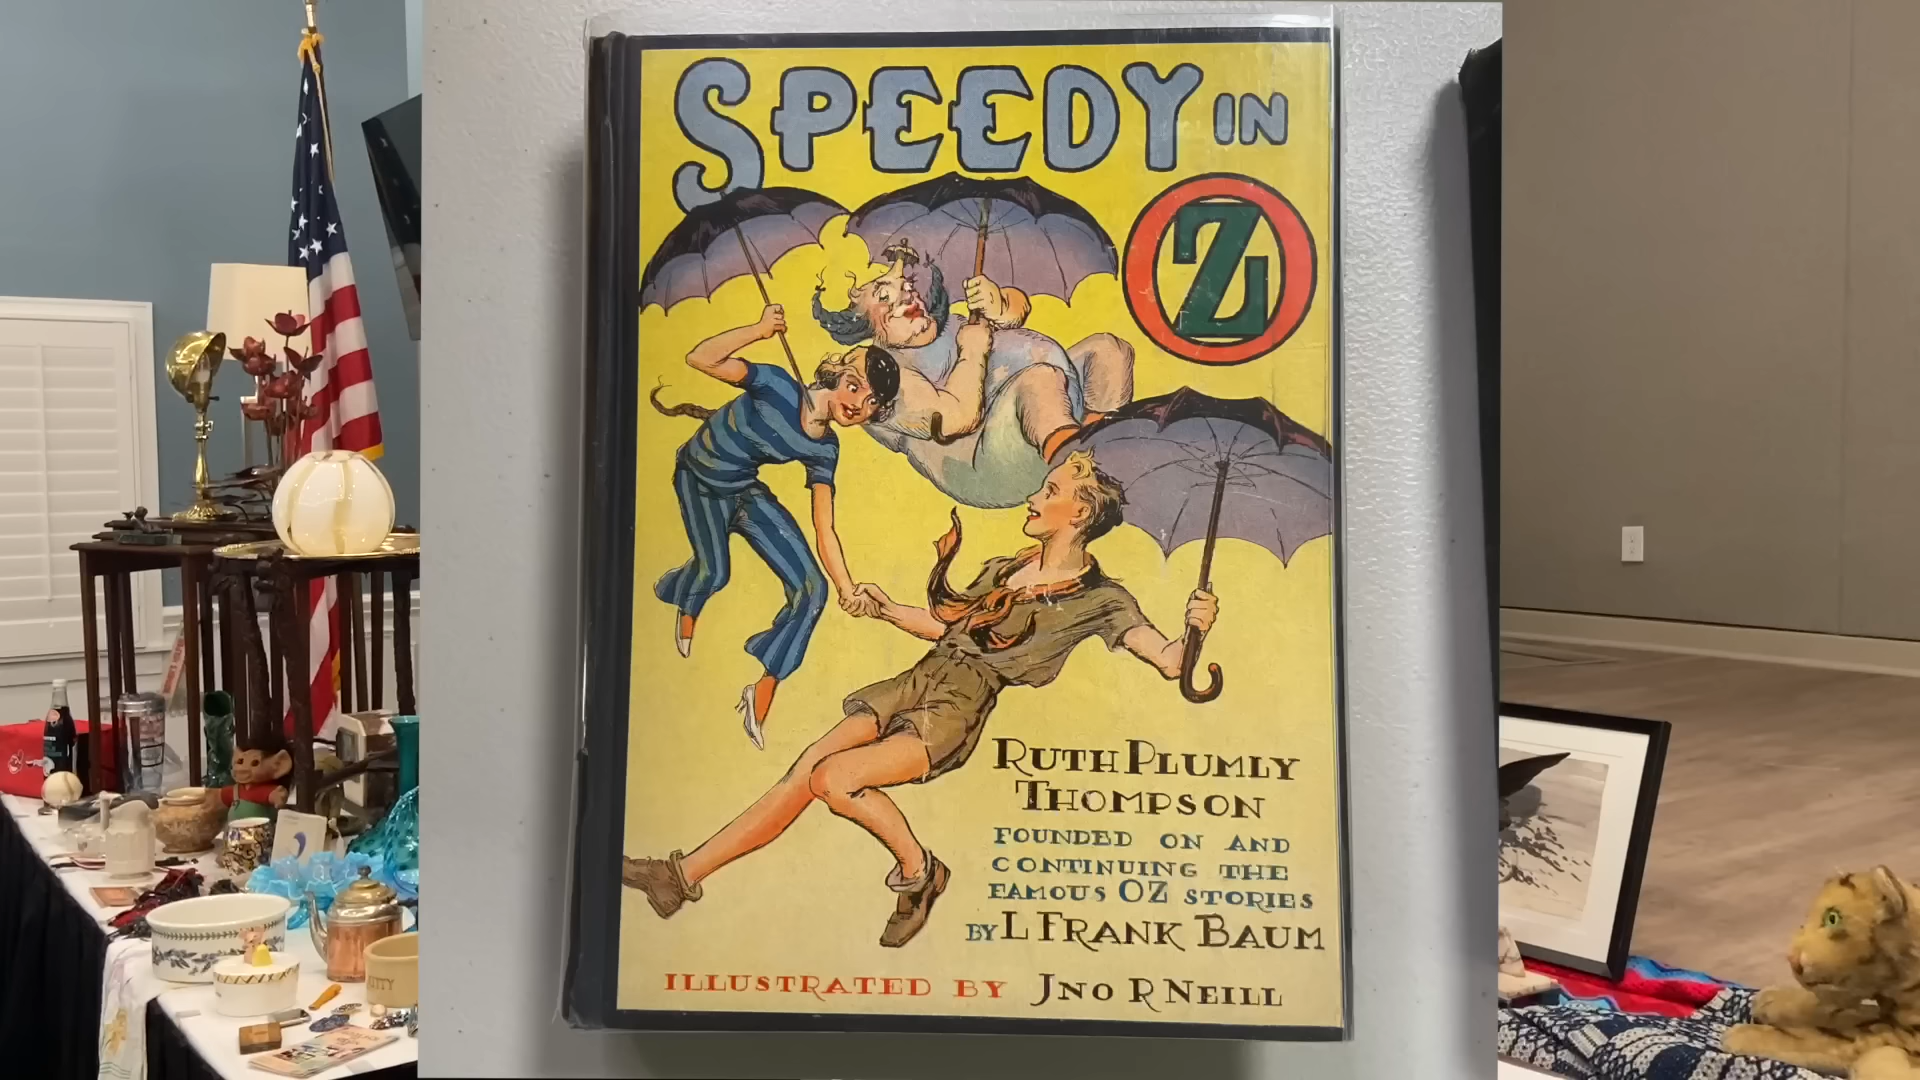 SPEEDY IN
OZ
RUTH PLUMLY
THOMPSON
FOUNDED ON AND
CONTINUING THE
FAMOUS OZ STORIES
BY L FRANK BAUM
ILLUSTRATED BY JNO R NEILL